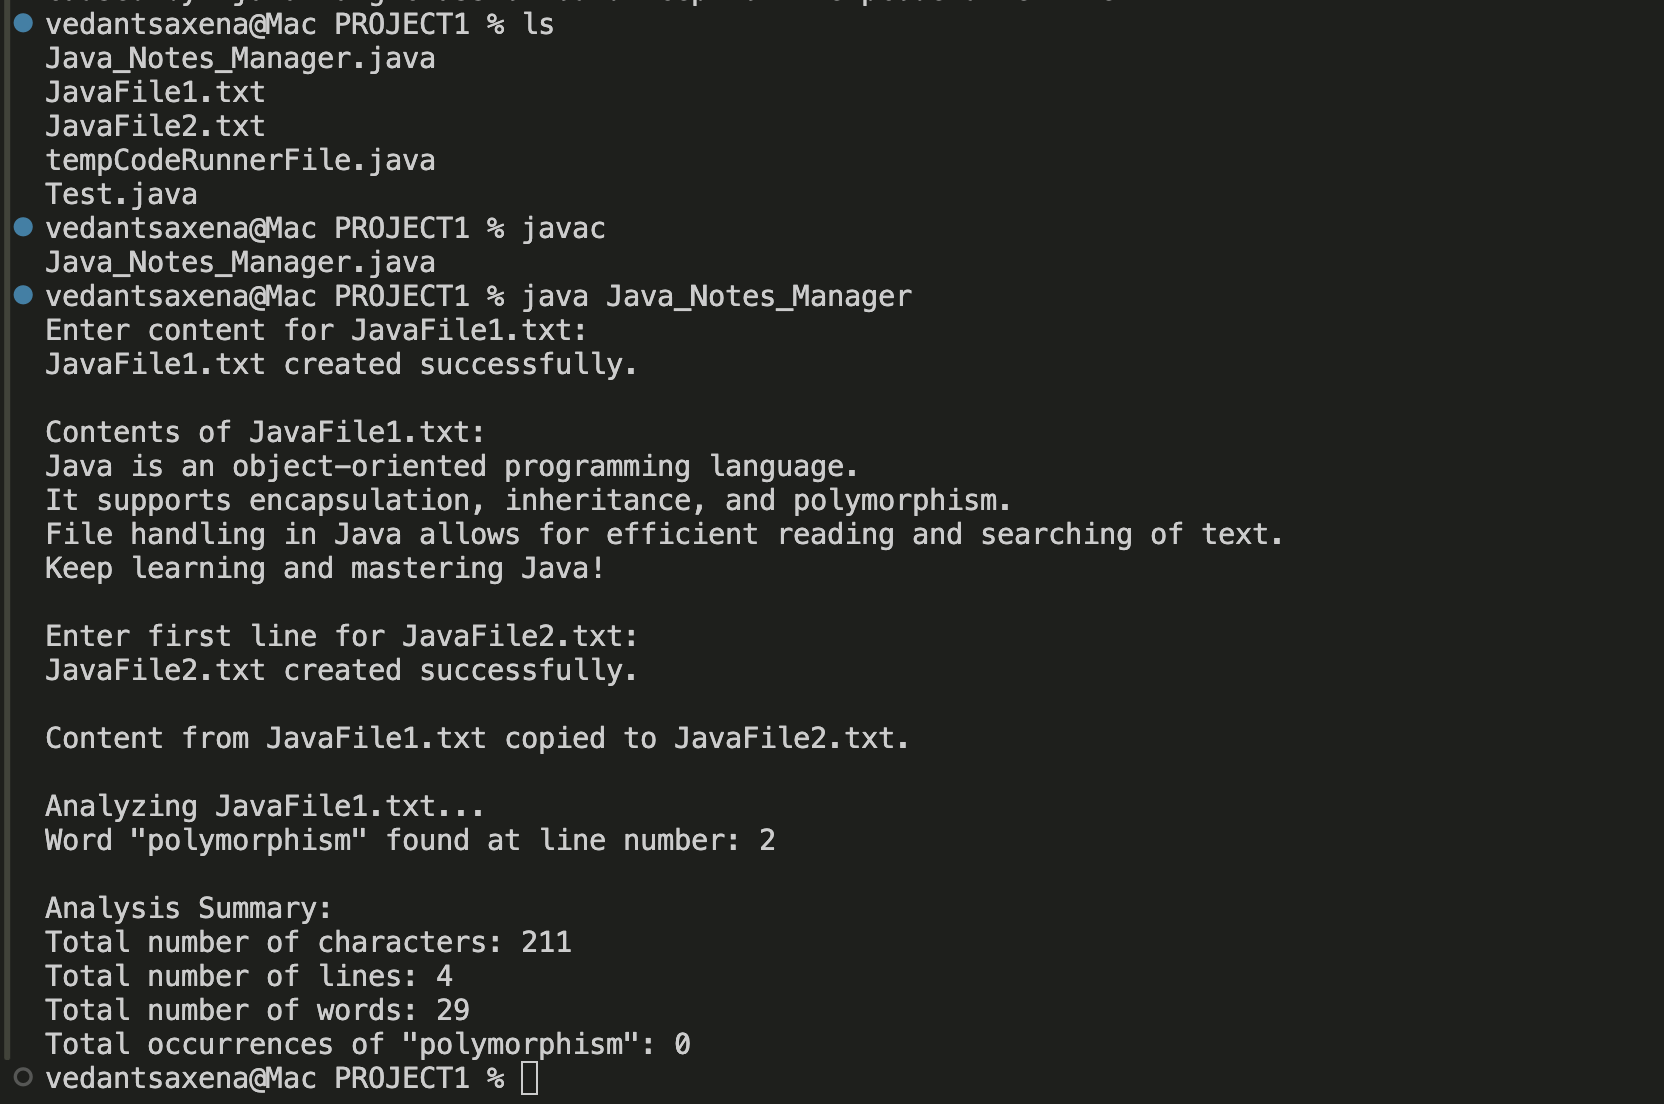 vedantsaxena@Mac PROJECT1 % ls
Java_Notes_Manager.java
JavaFile1.txt
JavaFile2.txt
tempCodeRunnerFile.java
Test.java
vedantsaxena@Mac PROJECT1 % javac
Java_Notes_Manager.java
vedantsaxena@Mac PROJECT1 % java Java_Notes_Manager
Enter content for JavaFile1.txt:
JavaFile1.txt created successfully.
Contents of JavaFile1.txt:
Java is an object-oriented programming language.
It supports encapsulation, inheritance, and polymorphism.
File handling in Java allows for efficient reading and searching of text.
Keep learning and mastering Java!
Enter first line for JavaFile2.txt:
JavaFile2.txt created successfully.
Content from JavaFile1.txt copied to JavaFile2.txt.
Analyzing JavaFile1.txt...
Word "polymorphism" found at line number: 2
Analysis Summary:
Total number of characters: 211
Total number of lines: 4
Total number of words: 29
Total occurrences of "polymorphism": 0
vedantsaxena@Mac PROJECT1 %